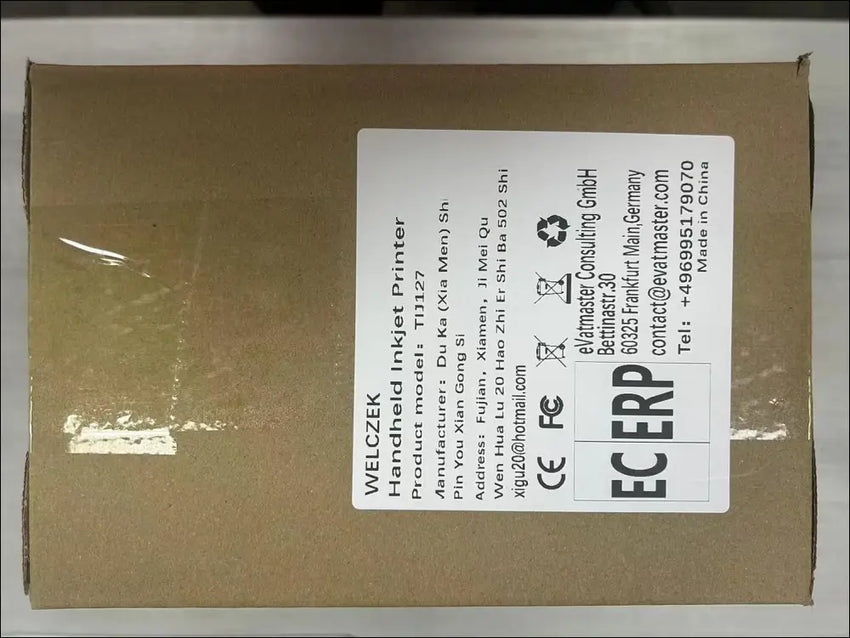 WELCZEK
Handheld Inkjet Printer
Product model: TIJ127
Manufacturer: Du Ka (Xia Men) Shi
Pin You Xian Gong Si
Address: Fujian, Xiamen, Ji Mei Qu
Wen Hua Lu 20 Hao Zhi Er Shi Ba 502 Shi
xigu20@hotmail.com
CE FC
EC ERP
eVatmaster Consulting GmbH
Bettinastr.30
60325 Frankfurt Main,Germany
contact@evatmaster.com
Tel: +496995179070
Made in China